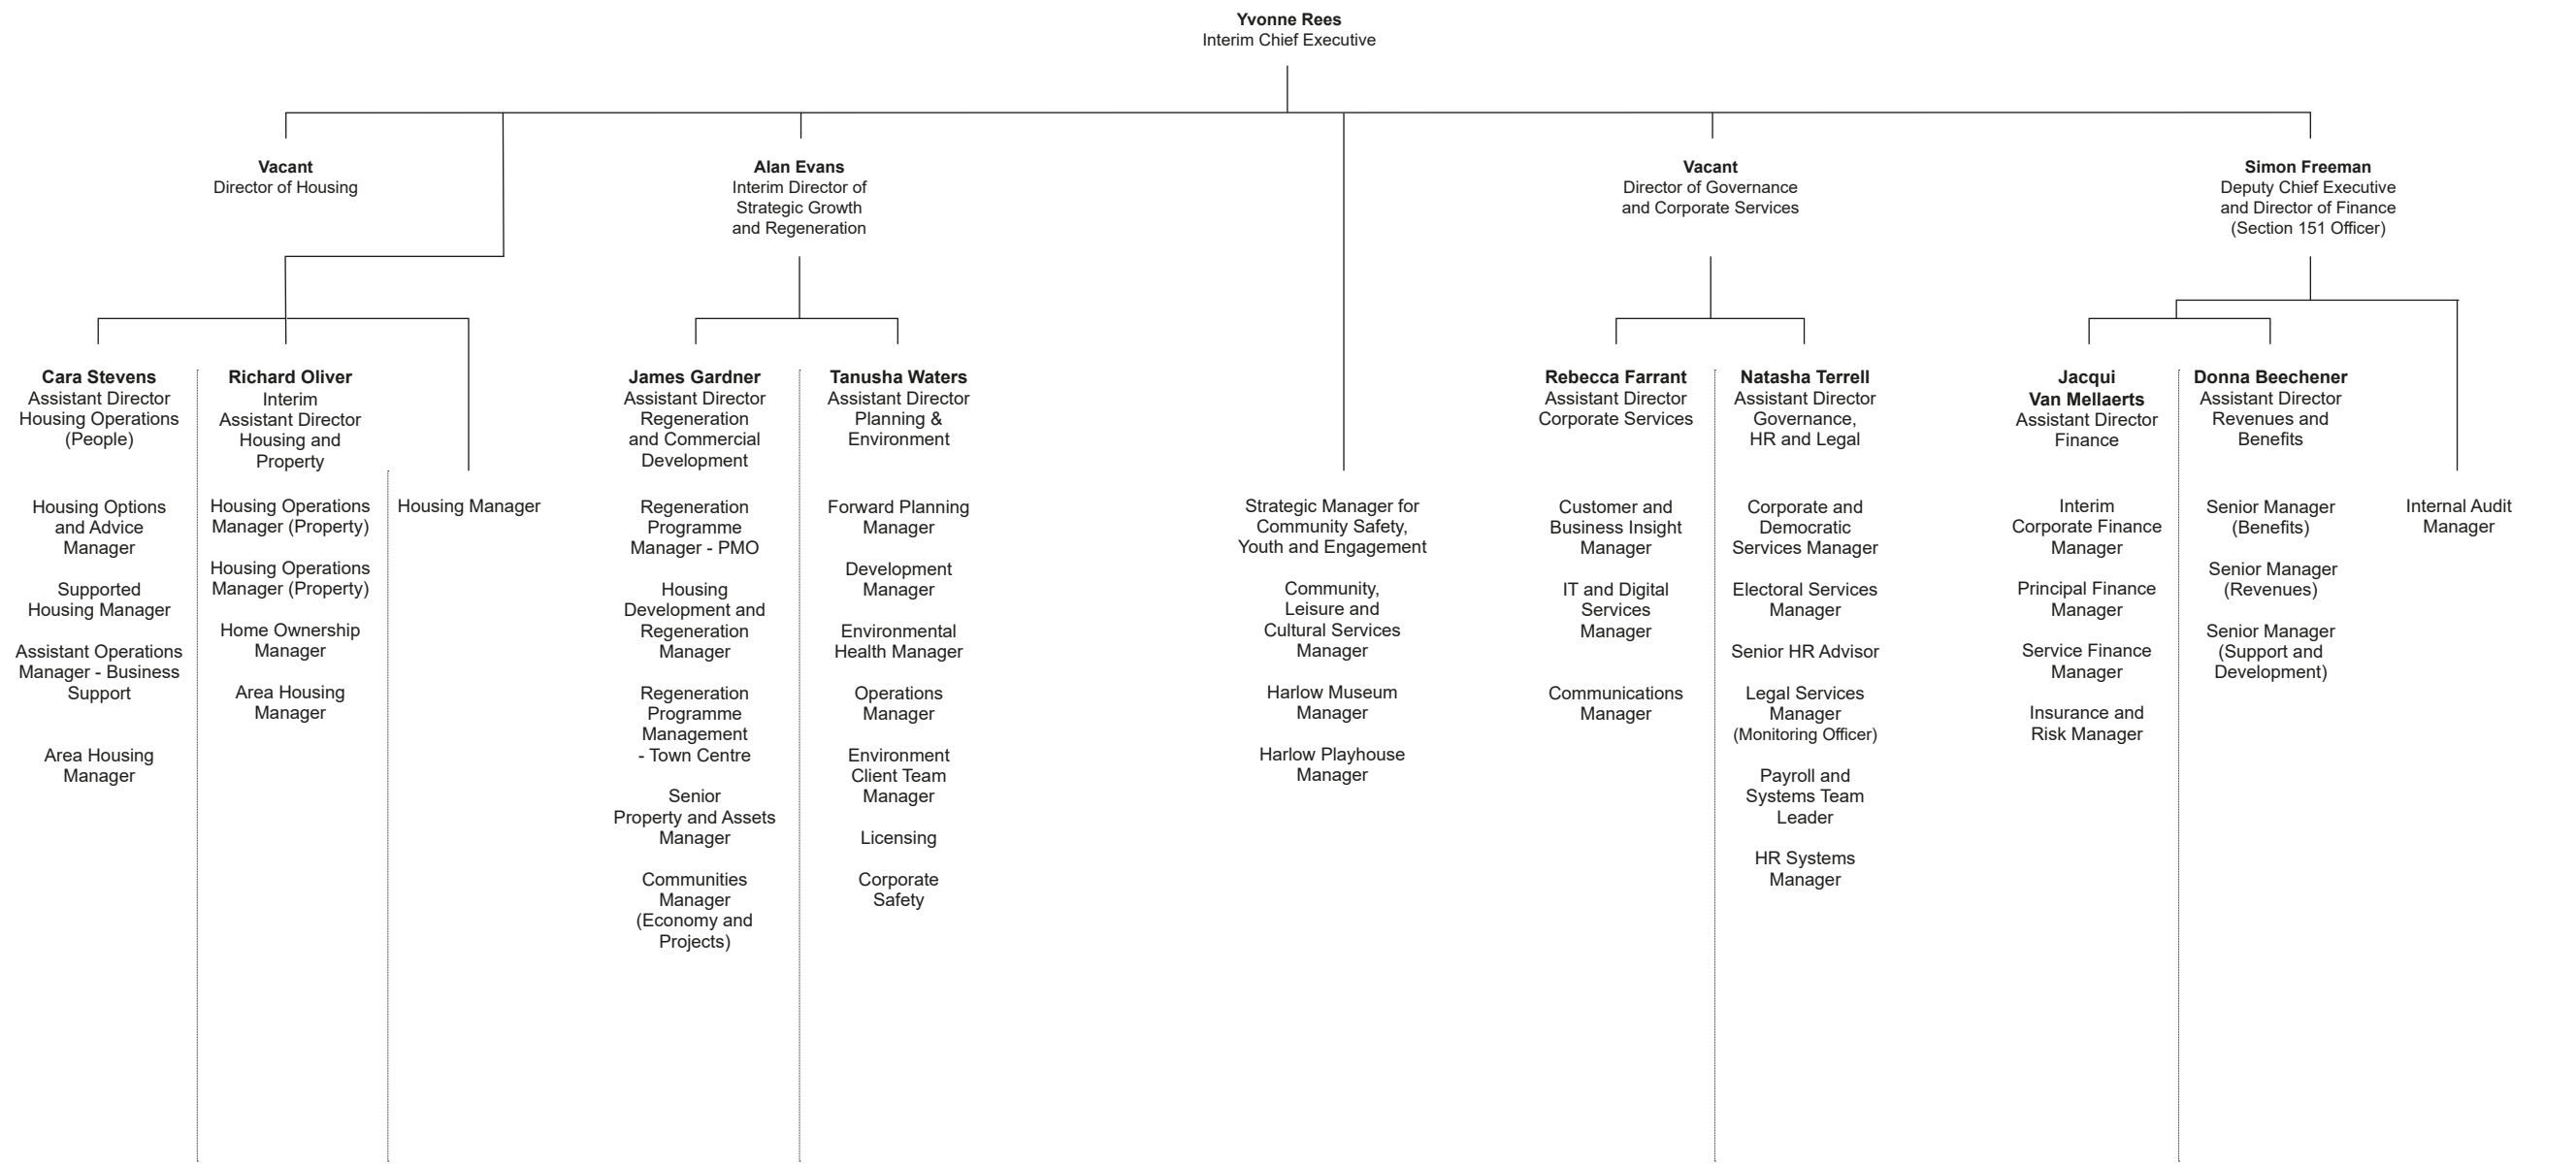 Yvonne Rees
Interim Chief Executive
Vacant
Director of Housing
Alan Evans
Interim Director of
Strategic Growth
and Regeneration
Vacant
Director of Governance
and Corporate Services
Simon Freeman
Deputy Chief Executive
and Director of Finance
(Section 151 Officer)
Cara Stevens
Assistant Director
Housing Operations
(People)
Housing Options
and Advice
Manager
Supported
Housing Manager
Assistant Operations
Manager - Business
Support
Area Housing
Manager
Richard Oliver
Interim
Assistant Director
Housing and
Property
Housing Operations
Manager (Property)
Housing Operations
Manager (Property)
Home Ownership
Manager
Area Housing
Manager
Housing Manager
James Gardner
Assistant Director
Regeneration
and Commercial
Development
Regeneration
Programme
Manager - PMO
Housing
Development and
Regeneration
Manager
Regeneration
Programme
Management
- Town Centre
Senior
Property and Assets
Manager
Communities
Manager
(Economy and
Projects)
Tanusha Waters
Assistant Director
Planning &
Environment
Forward Planning
Manager
Development
Manager
Environmental
Health Manager
Operations
Manager
Environment
Client Team
Manager
Licensing
Corporate
Safety
Strategic Manager for
Community Safety,
Youth and Engagement
Community,
Leisure and
Cultural Services
Manager
Harlow Museum
Manager
Harlow Playhouse
Manager
Rebecca Farrant
Assistant Director
Corporate Services
Customer and
Business Insight
Manager
IT and Digital
Services
Manager
Communications
Manager
Natasha Terrell
Assistant Director
Governance,
HR and Legal
Corporate and
Democratic
Services Manager
Electoral Services
Manager
Senior HR Advisor
Legal Services
Manager
(Monitoring Officer)
Payroll and
Systems Team
Leader
HR Systems
Manager
Jacqui
Van Mellaerts
Assistant Director
Finance
Interim
Corporate Finance
Manager
Principal Finance
Manager
Service Finance
Manager
Insurance and
Risk Manager
Donna Beechener
Assistant Director
Revenues and
Benefits
Senior Manager
(Benefits)
Senior Manager
(Revenues)
Senior Manager
(Support and
Development)
Internal Audit
Manager